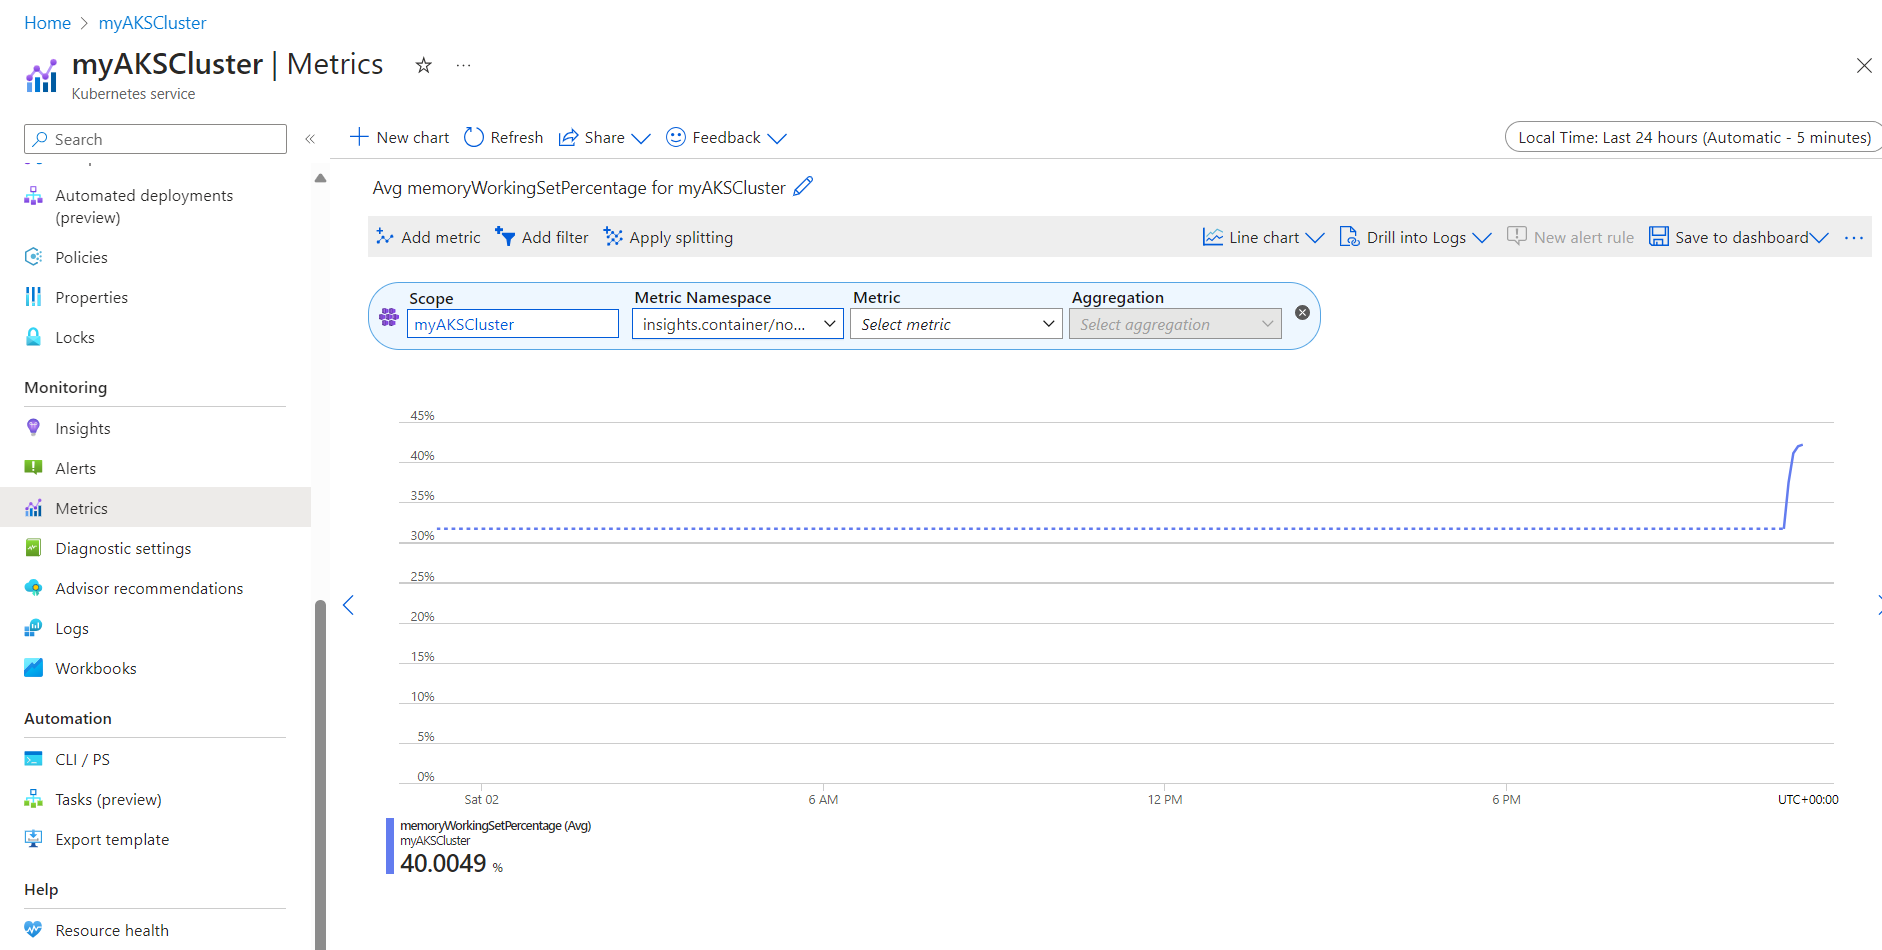 Home > myAKSCluster
myAKSCluster | Metrics
Kubernetes service
Search
New chart
Refresh
Share
Feedback
Local Time: Last 24 hours (Automatic - 5 minutes)
Automated deployments
(preview)
Policies
Properties
Locks
Monitoring
Insights
Alerts
Metrics
Diagnostic settings
Advisor recommendations
Logs
Workbooks
Automation
CLI / PS
Tasks (preview)
Export template
Help
Resource health
Avg memoryWorkingSetPercentage for myAKSCluster
Add metric
Add filter
Apply splitting
Line chart
Drill into Logs
New alert rule
Save to dashboard
Scope
myAKSCluster
Metric Namespace
insights.container/no...
Metric
Select metric
Aggregation
Select aggregation
45%
40%
35%
30%
25%
20%
15%
10%
5%
0%
Sat 02
6 AM
12 PM
6 PM
UTC+00:00
memoryWorkingSetPercentage (Avg)
myAKSCluster
40.0049 %